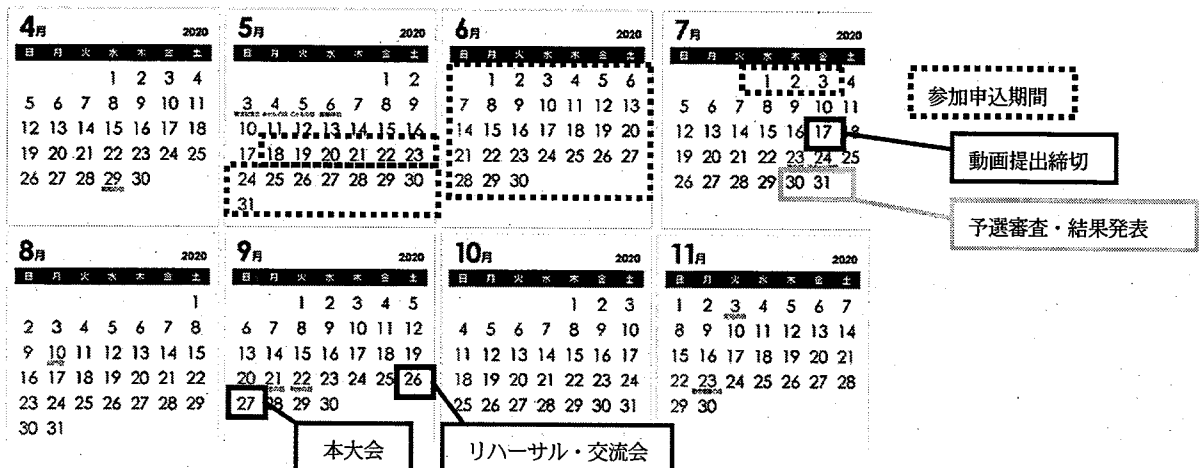 4月 2020
日 月 火 水 木 金 土
1 2 3 4
5 6 7 8 9 10 11
12 13 14 15 16 17 18
19 20 21 22 23 24 25
26 27 28 29 30
5月 2020
日 月 火 水 木 金 土
1 2
3 4 5 6 7 8 9
10 11 12 13 14 15 16
17 18 19 20 21 22 23
24 25 26 27 28 29 30
31
6月 2020
日 月 火 水 木 金 土
1 2 3 4 5 6
7 8 9 10 11 12 13
14 15 16 17 18 19 20
21 22 23 24 25 26 27
28 29 30
7月 2020
日 月 火 水 木 金 土
1 2 3 4
5 6 7 8 9 10 11
12 13 14 15 16 17
19 20 21 22 23 24 25
26 27 28 29 30 31
参加申込期間
動画提出締切
予選審査・結果発表
8月 2020
日 月 火 水 木 金 土
1
2 3 4 5 6 7 8
9 10 11 12 13 14 15
16 17 18 19 20 21 22
23 24 25 26 27 28 29
30 31
9月 2020
日 月 火 水 木 金 土
1 2 3 4 5
6 7 8 9 10 11 12
13 14 15 16 17 18 19
20 21 22 23 24 25 26
27 28 29 30
10月 2020
日 月 火 水 木 金 土
1 2 3
4 5 6 7 8 9 10
11 12 13 14 15 16 17
18 19 20 21 22 23 24
25 26 27 28 29 30 31
11月 2020
日 月 火 水 木 金 土
1 2 3 4 5 6 7
8 9 10 11 12 13 14
15 16 17 18 19 20 21
22 23 24 25 26 27 28
29 30
本大会
リハーサル・交流会